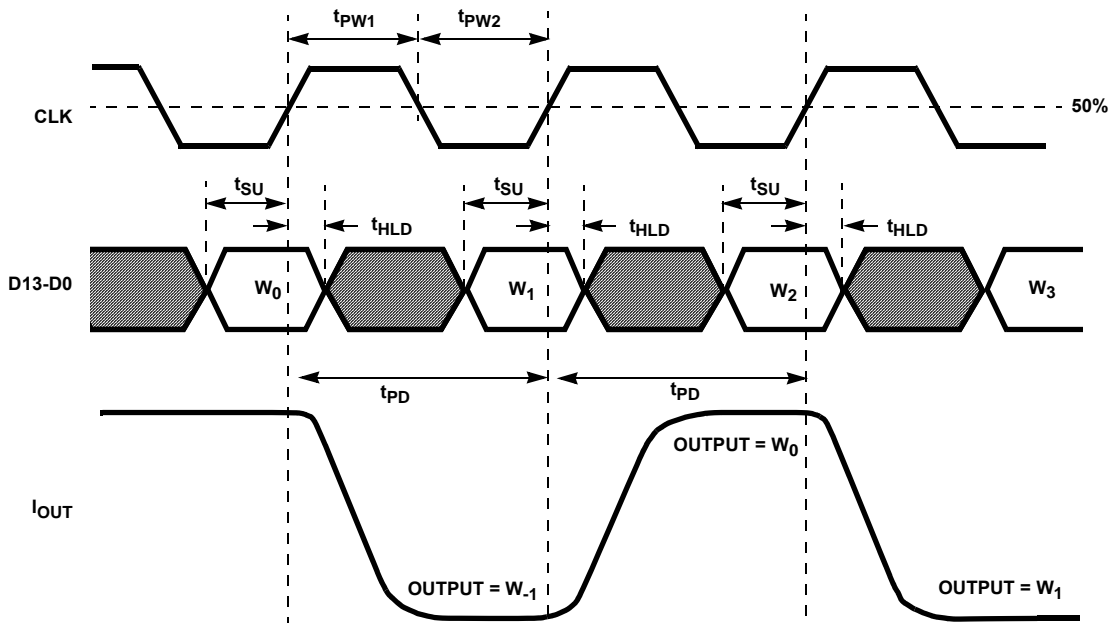 tPW1 tPW2
CLK
50%
tSU tSU tSU
tHLD tHLD tHLD
D13-D0
W0 W1 W2 W3
tPD tPD
OUTPUT = W0
IOUT
OUTPUT = W-1 OUTPUT = W1